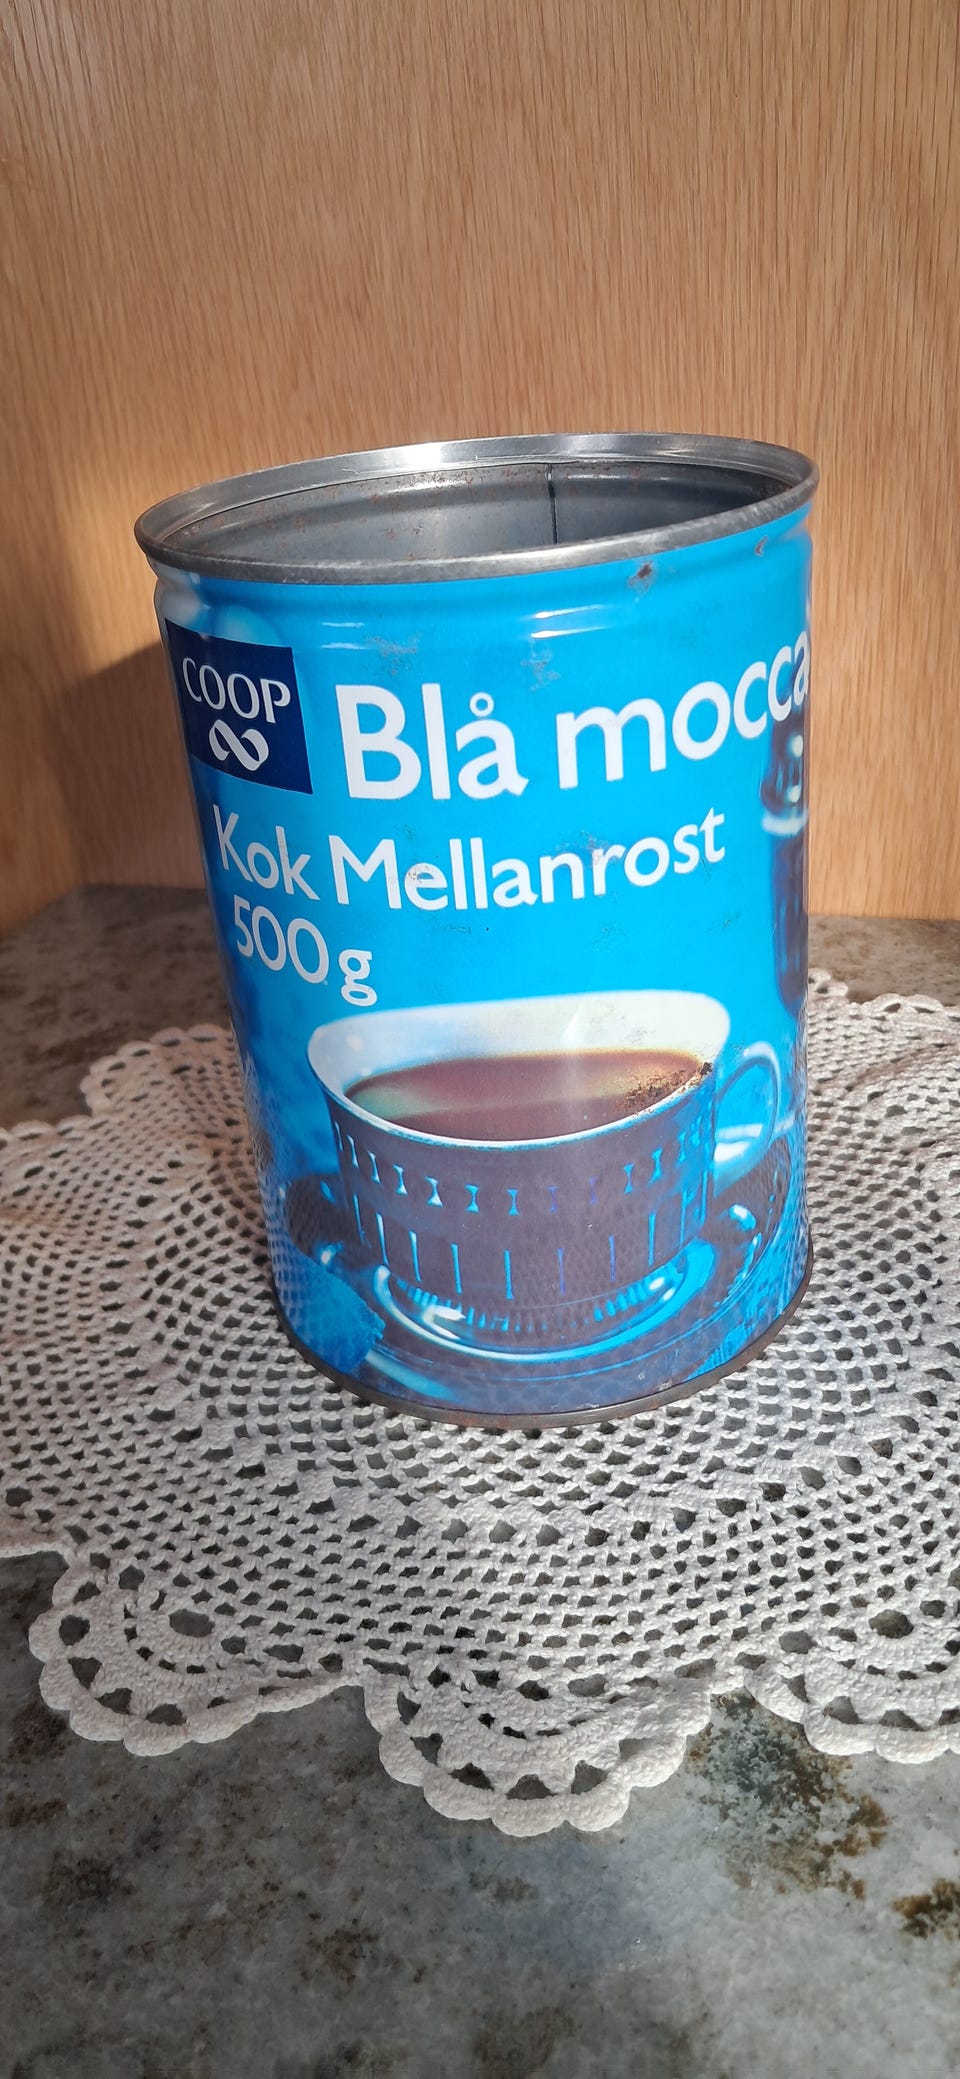 COOP
Blå mocca
Kok Mellanrost
500 g